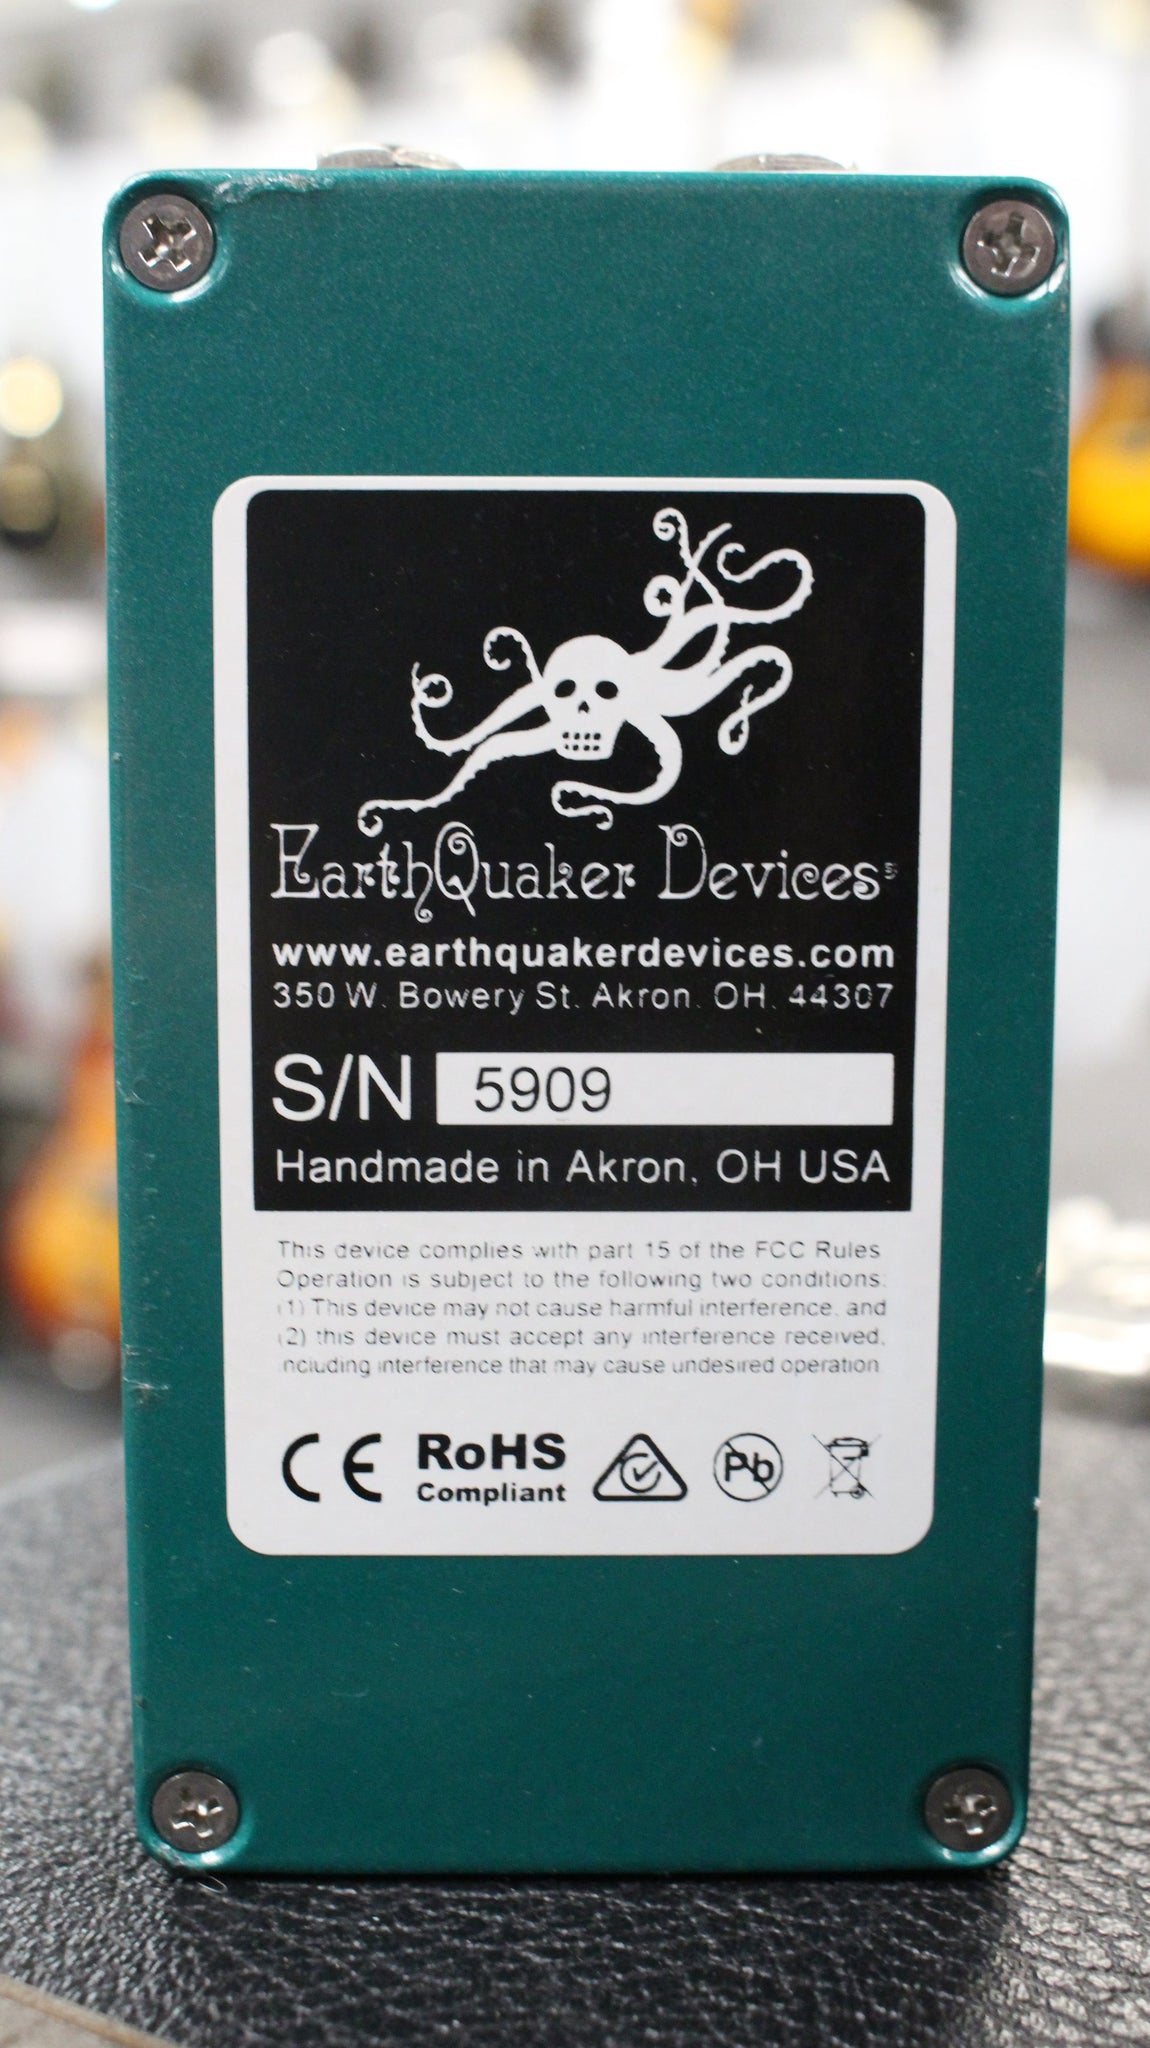 EarthQuaker Devices
www.earthquakerdevices.com
350 W. Bowery St. Akron. OH. 44307
S/N 5909
Handmade in Akron, OH USA
This device complies with part 15 of the FCC Rules
Operation is subject to the following two conditions:
(1) This device may not cause harmful interference, and
(2) this device must accept any interference received,
including interference that may cause undesired operation
CE RoHS Pb
Compliant